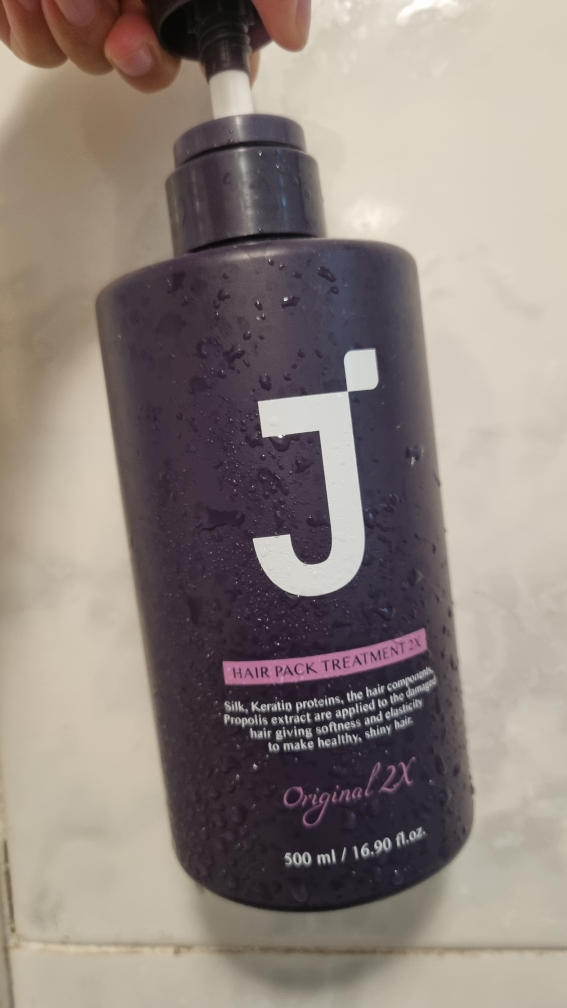 J
HAIR PACK TREATMENT 2X
Silk, Keratin proteins, the hair components,
Propolis extract are applied to the damaged
hair giving softness and elasticity
to make healthy, shiny hair.
Original 2X
500 ml / 16.90 fl.oz.